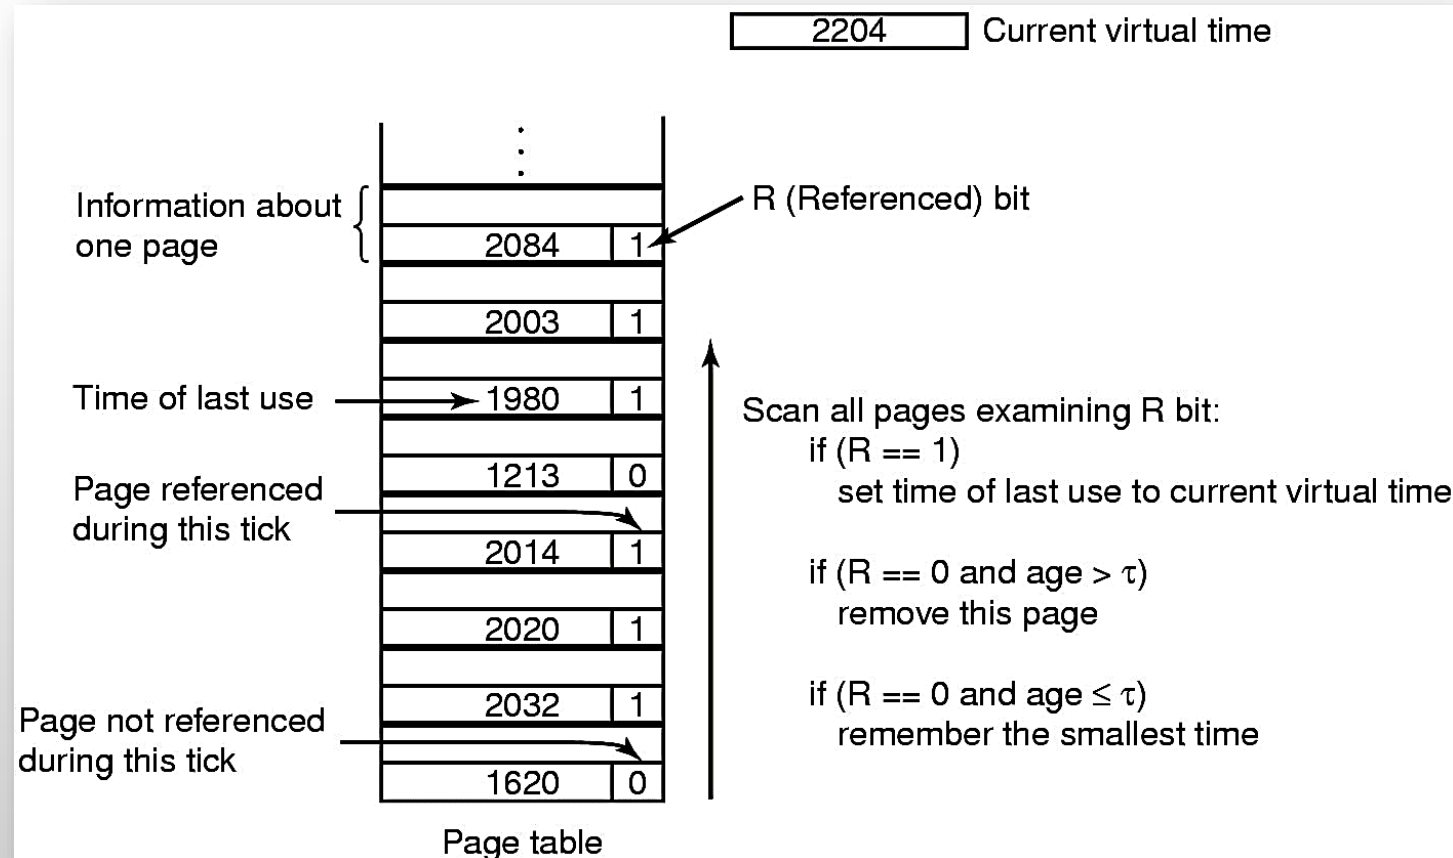 2204 Current virtual time
Information about
one page
R (Referenced) bit
2084 1
2003 1
Time of last use
1980 1
1213 0
Page referenced
during this tick
2014 1
2020 1
2032 1
Page not referenced
during this tick
1620 0
Page table
Scan all pages examining R bit:
if (R == 1)
set time of last use to current virtual time
if (R == 0 and age > τ)
remove this page
if (R == 0 and age ≤ τ)
remember the smallest time